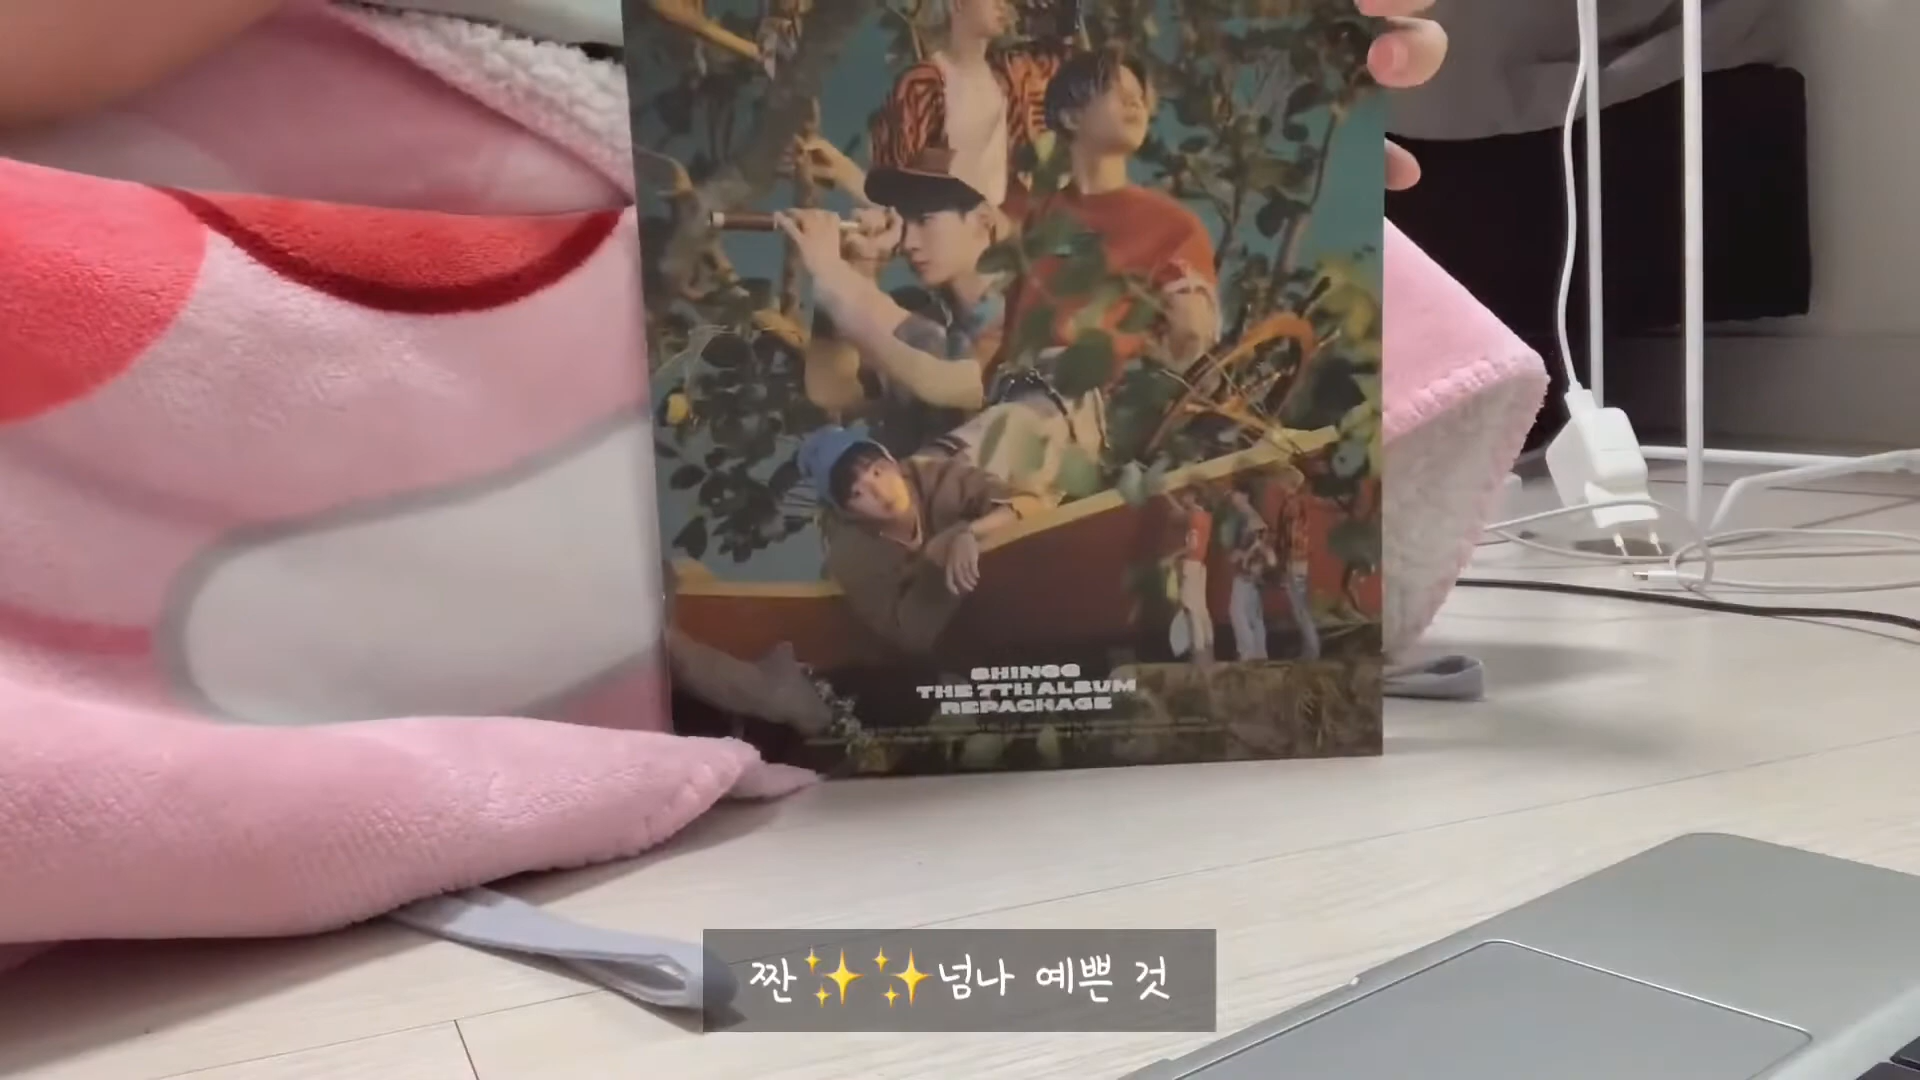 SHINee
THE 7TH ALBUM
REPACKAGE
짠✨✨넘나 예쁜 것